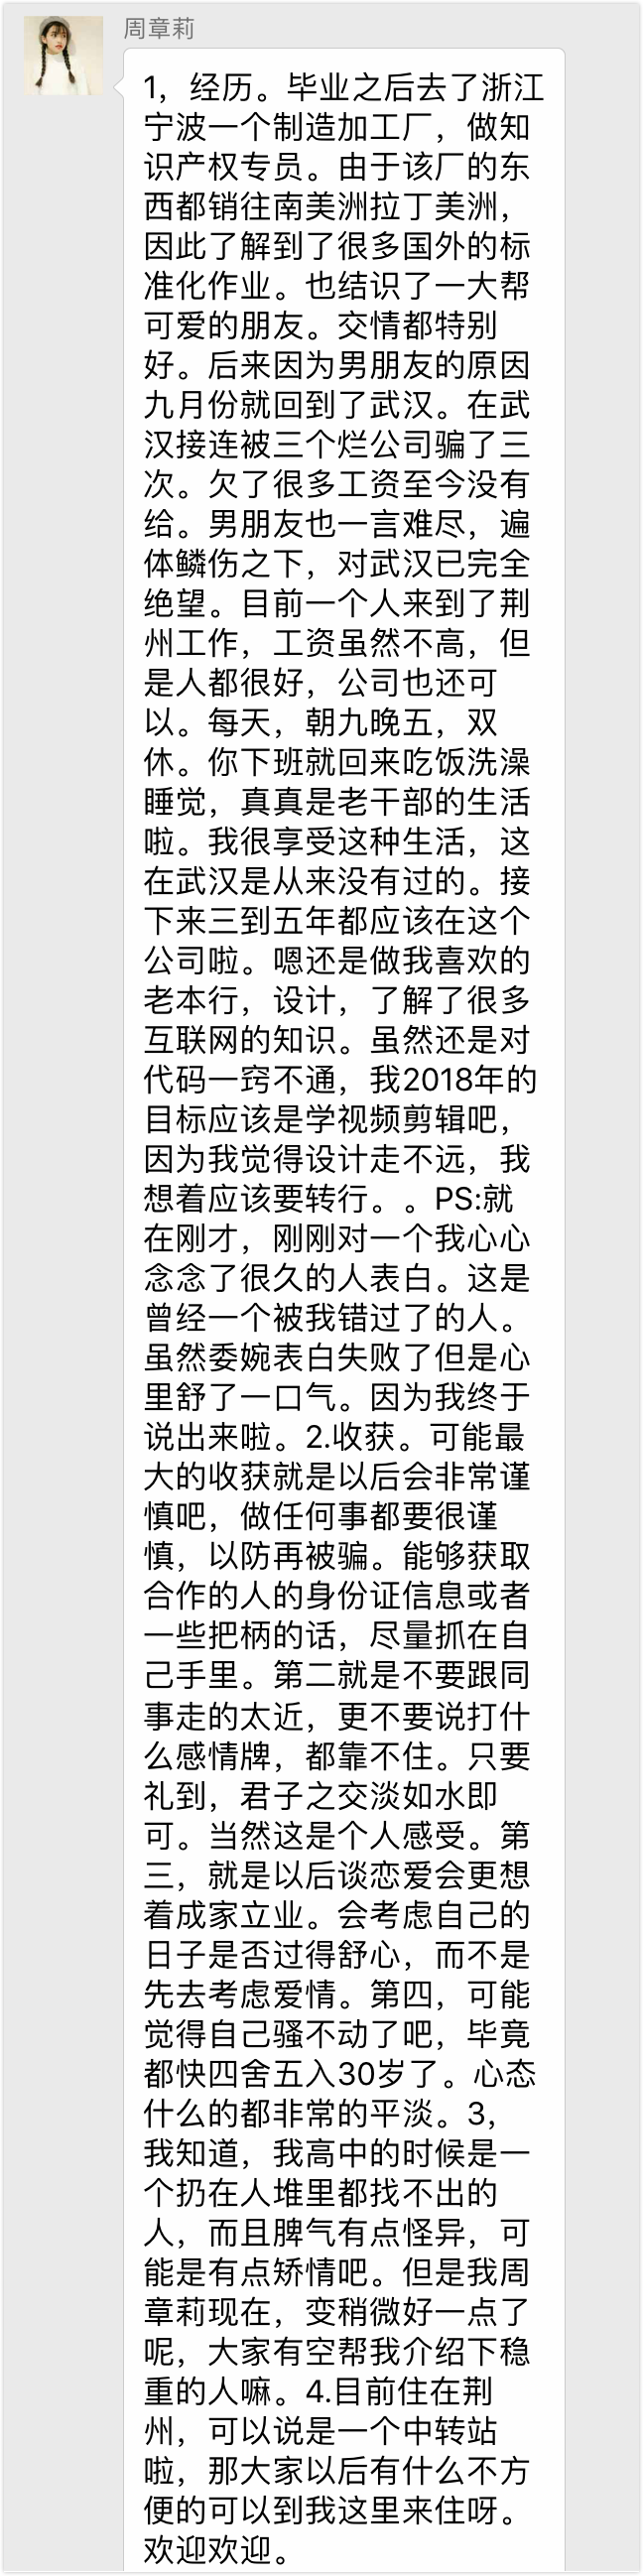 周章莉
1，经历。毕业之后去了浙江
宁波一个制造加工厂，做知
识产权专员。由于该厂的东
西都销往南美洲拉丁美洲，
因此了解到了很多国外的标
准化作业。也结识了一大帮
可爱的朋友。交情都特别
好。后来因为男朋友的原因
九月份就回到了武汉。在武
汉接连被三个烂公司骗了三
次。欠了很多工资至今没有
给。男朋友也一言难尽，遍
体鳞伤之下，对武汉已完全
绝望。目前一个人来到了荆
州工作，工资虽然不高，但
是人都很好，公司也还可
以。每天，朝九晚五，双
休。你下班就回来吃饭洗澡
睡觉，真真是老干部的生活
啦。我很享受这种生活，这
在武汉是从来没有过的。接
下来三到五年都应该在这个
公司啦。嗯还是做我喜欢的
老本行，设计，了解了很多
互联网的知识。虽然还是对
代码一窍不通，我2018年的
目标应该是学视频剪辑吧，
因为我觉得设计走不远，我
想着应该要转行。。PS:就
在刚才，刚刚对一个我心心
念念了很久的人表白。这是
曾经一个被我错过了的人。
虽然委婉表白失败了但是心
里舒了一口气。因为我终于
说出来啦。2.收获。可能最
大的收获就是以后会非常谨
慎吧，做任何事都要很谨
慎，以防再被骗。能够获取
合作的人的身份证信息或者
一些把柄的话，尽量抓在自
己手里。第二就是不要跟同
事走的太近，更不要说打什
么感情牌，都靠不住。只要
礼到，君子之交淡如水即
可。当然这是个人感受。第
三，就是以后谈恋爱会更想
着成家立业。会考虑自己的
日子是否过得舒心，而不是
先去考虑爱情。第四，可能
觉得自己骚不动了吧，毕竟
都快四舍五入30岁了。心态
什么的都非常的平淡。3，
我知道，我高中的时候是一
个扔在人堆里都找不出的
人，而且脾气有点怪异，可
能是有点矫情吧。但是我周
章莉现在，变稍微好一点了
呢，大家有空帮我介绍下稳
重的人嘛。4.目前住在荆
州，可以说是一个中转站
啦，那大家以后有什么不方
便的可以到我这里来住呀。
欢迎欢迎。